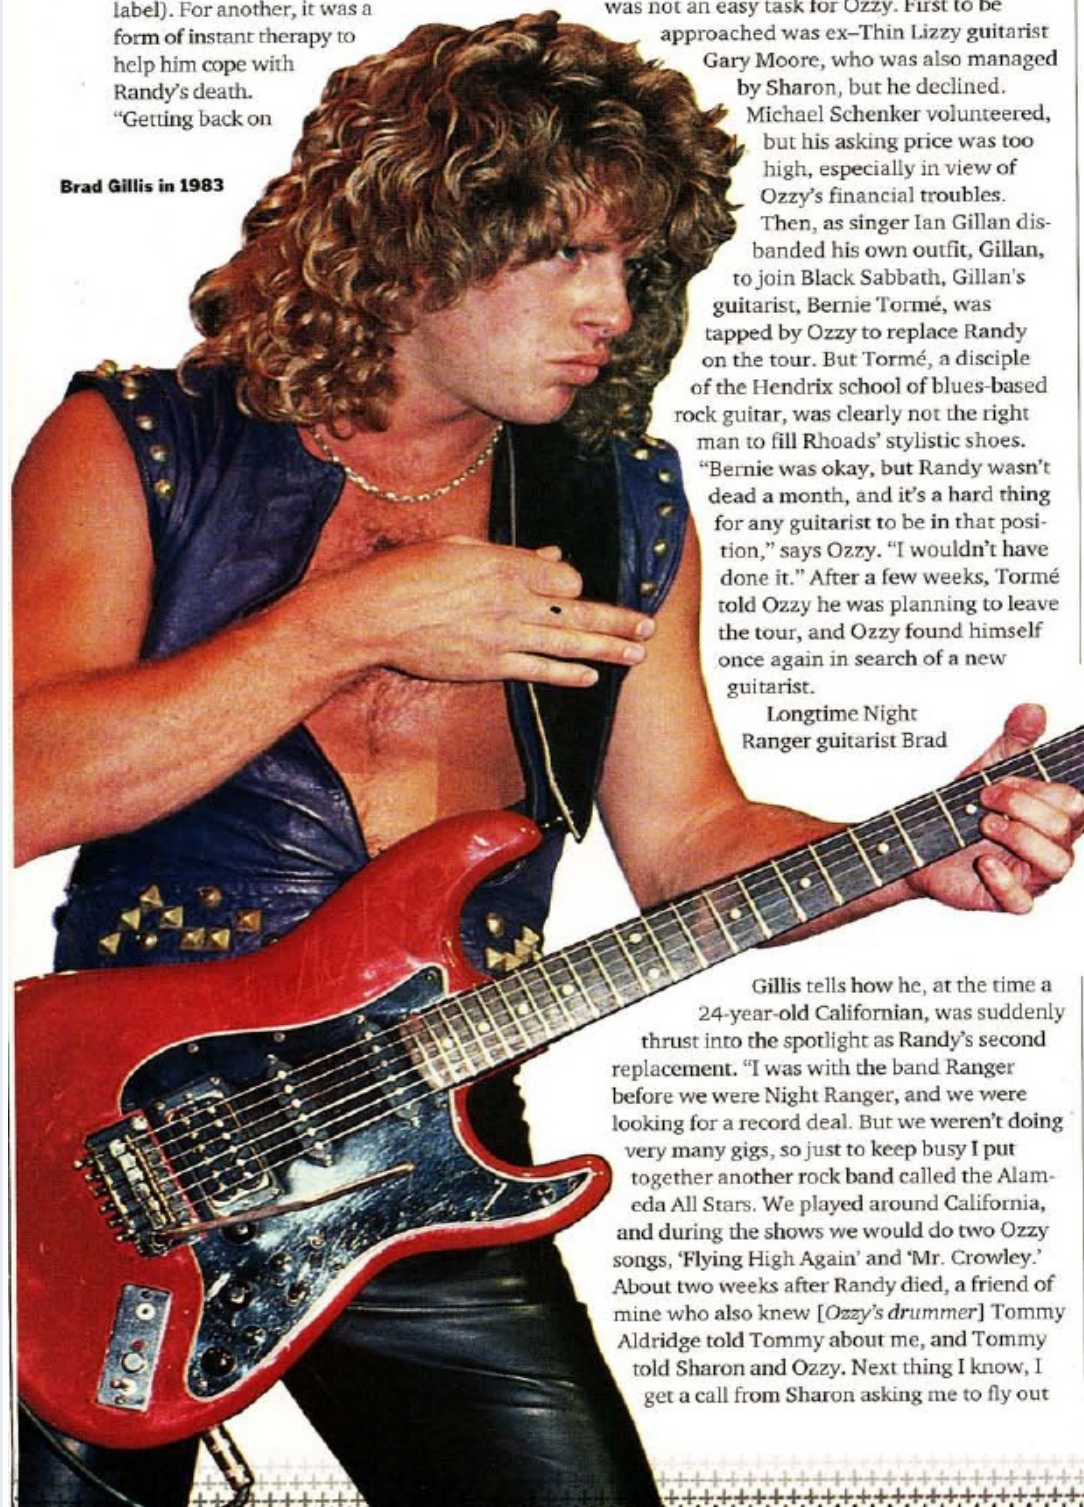 label). For another, it was a
form of instant therapy to
help him cope with
Randy's death.
"Getting back on
Brad Gillis in 1983
was not an easy task for Ozzy. First to be
approached was ex–Thin Lizzy guitarist
Gary Moore, who was also managed
by Sharon, but he declined.
Michael Schenker volunteered,
but his asking price was too
high, especially in view of
Ozzy's financial troubles.
Then, as singer Ian Gillan dis-
banded his own outfit, Gillan,
to join Black Sabbath, Gillan's
guitarist, Bernie Tormé, was
tapped by Ozzy to replace Randy
on the tour. But Tormé, a disciple
of the Hendrix school of blues-based
rock guitar, was clearly not the right
man to fill Rhoads' stylistic shoes.
"Bernie was okay, but Randy wasn't
dead a month, and it's a hard thing
for any guitarist to be in that posi-
tion," says Ozzy. "I wouldn't have
done it." After a few weeks, Tormé
told Ozzy he was planning to leave
the tour, and Ozzy found himself
once again in search of a new
guitarist.
Longtime Night
Ranger guitarist Brad
Gillis tells how he, at the time a
24-year-old Californian, was suddenly
thrust into the spotlight as Randy's second
replacement. "I was with the band Ranger
before we were Night Ranger, and we were
looking for a record deal. But we weren't doing
very many gigs, so just to keep busy I put
together another rock band called the Alam-
eda All Stars. We played around California,
and during the shows we would do two Ozzy
songs, 'Flying High Again' and 'Mr. Crowley.'
About two weeks after Randy died, a friend of
mine who also knew [Ozzy's drummer] Tommy
Aldridge told Tommy about me, and Tommy
told Sharon and Ozzy. Next thing I know, I
get a call from Sharon asking me to fly out